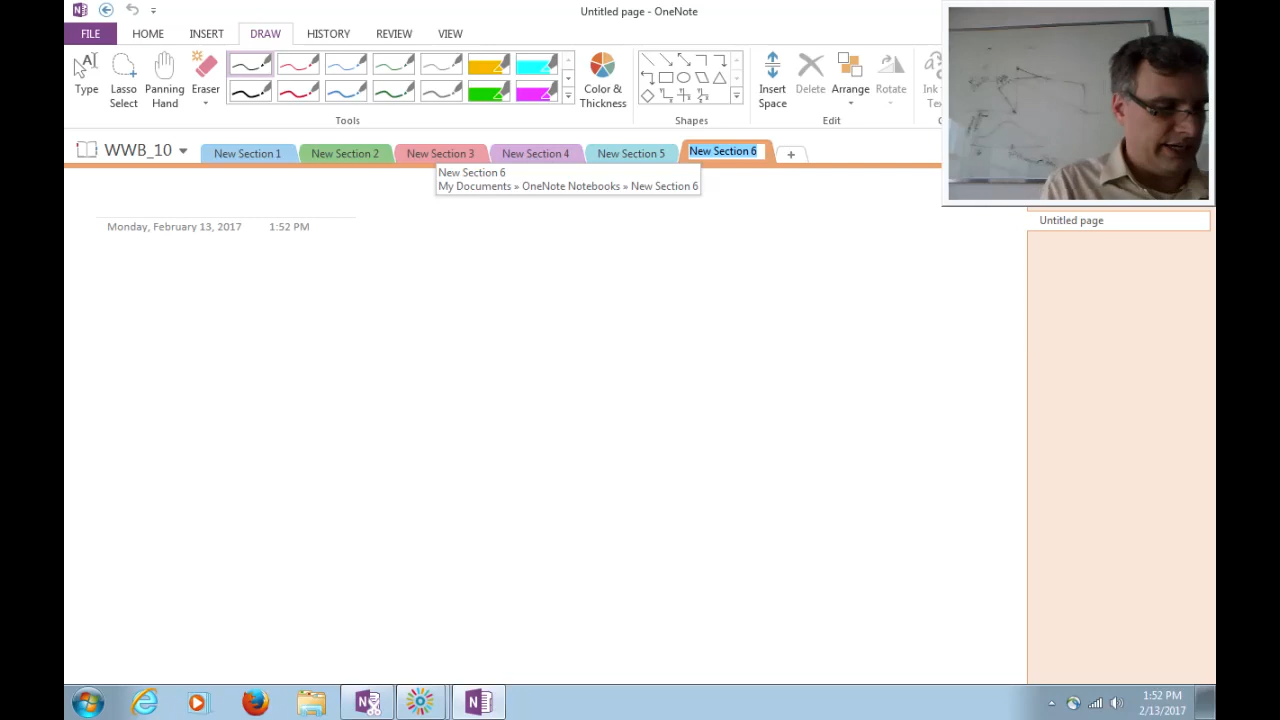 Untitled page - OneNote
FILE HOME INSERT DRAW HISTORY REVIEW VIEW
Type
Lasso Select
Panning Hand
Eraser
Color & Thickness
Insert Space
Delete
Arrange
Rotate
Tools
Shapes
Edit
WWB_10
New Section 1
New Section 2
New Section 3
New Section 4
New Section 5
New Section 6
New Section 6
My Documents » OneNote Notebooks » New Section 6
Monday, February 13, 2017 1:52 PM
Untitled page
1:52 PM
2/13/2017